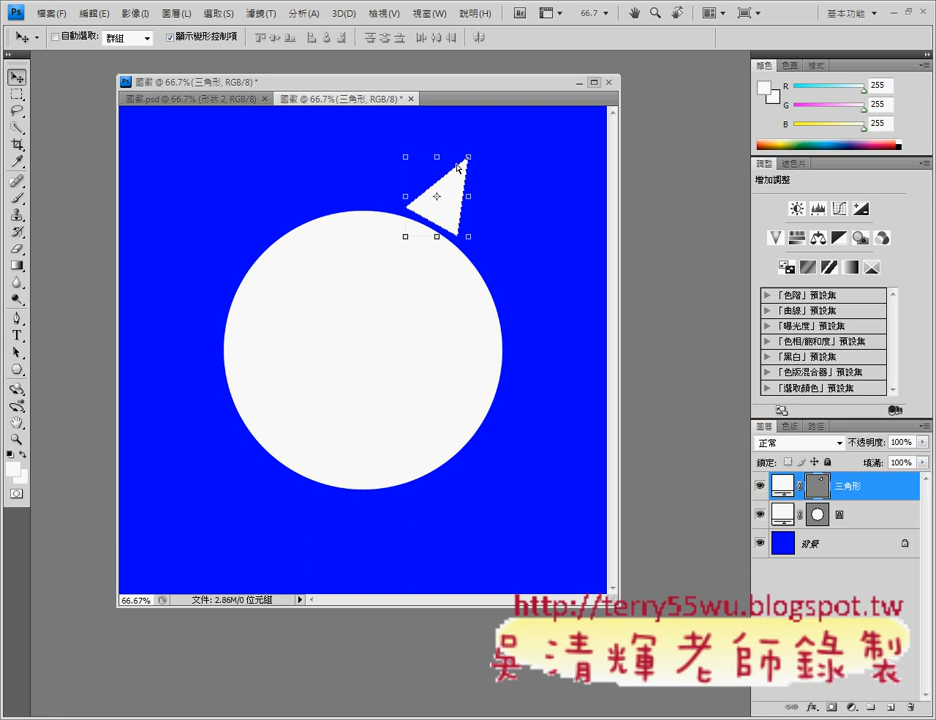 Ps 檔案(F) 編輯(E) 影像(I) 圖層(L) 選取(S) 濾鏡(T) 分析(A) 3D(D) 檢視(V) 視窗(W) 說明(H) Br 66.7 基本功能
自動選取: 群組 顯示變形控制項
國徽 @ 66.7%(三角形, RGB/8) *
國徽.psd @ 66.7% (形狀 2, RGB/8) 國徽 @ 66.7%(三角形, RGB/8) *
顏色 色票 樣式
R 255
G 255
B 255
調整 遮色片
增加調整
「色階」預設集
「曲線」預設集
「曝光度」預設集
「色相/飽和度」預設集
「黑白」預設集
「色版混合器」預設集
「選取顏色」預設集
圖層 色版 路徑
正常 不透明度: 100%
鎖定: 填滿: 100%
三角形
圓
背景
66.67% 文件: 2.86M/0 位元組
http://terry55wu.blogspot.tw
吳清輝老師錄製